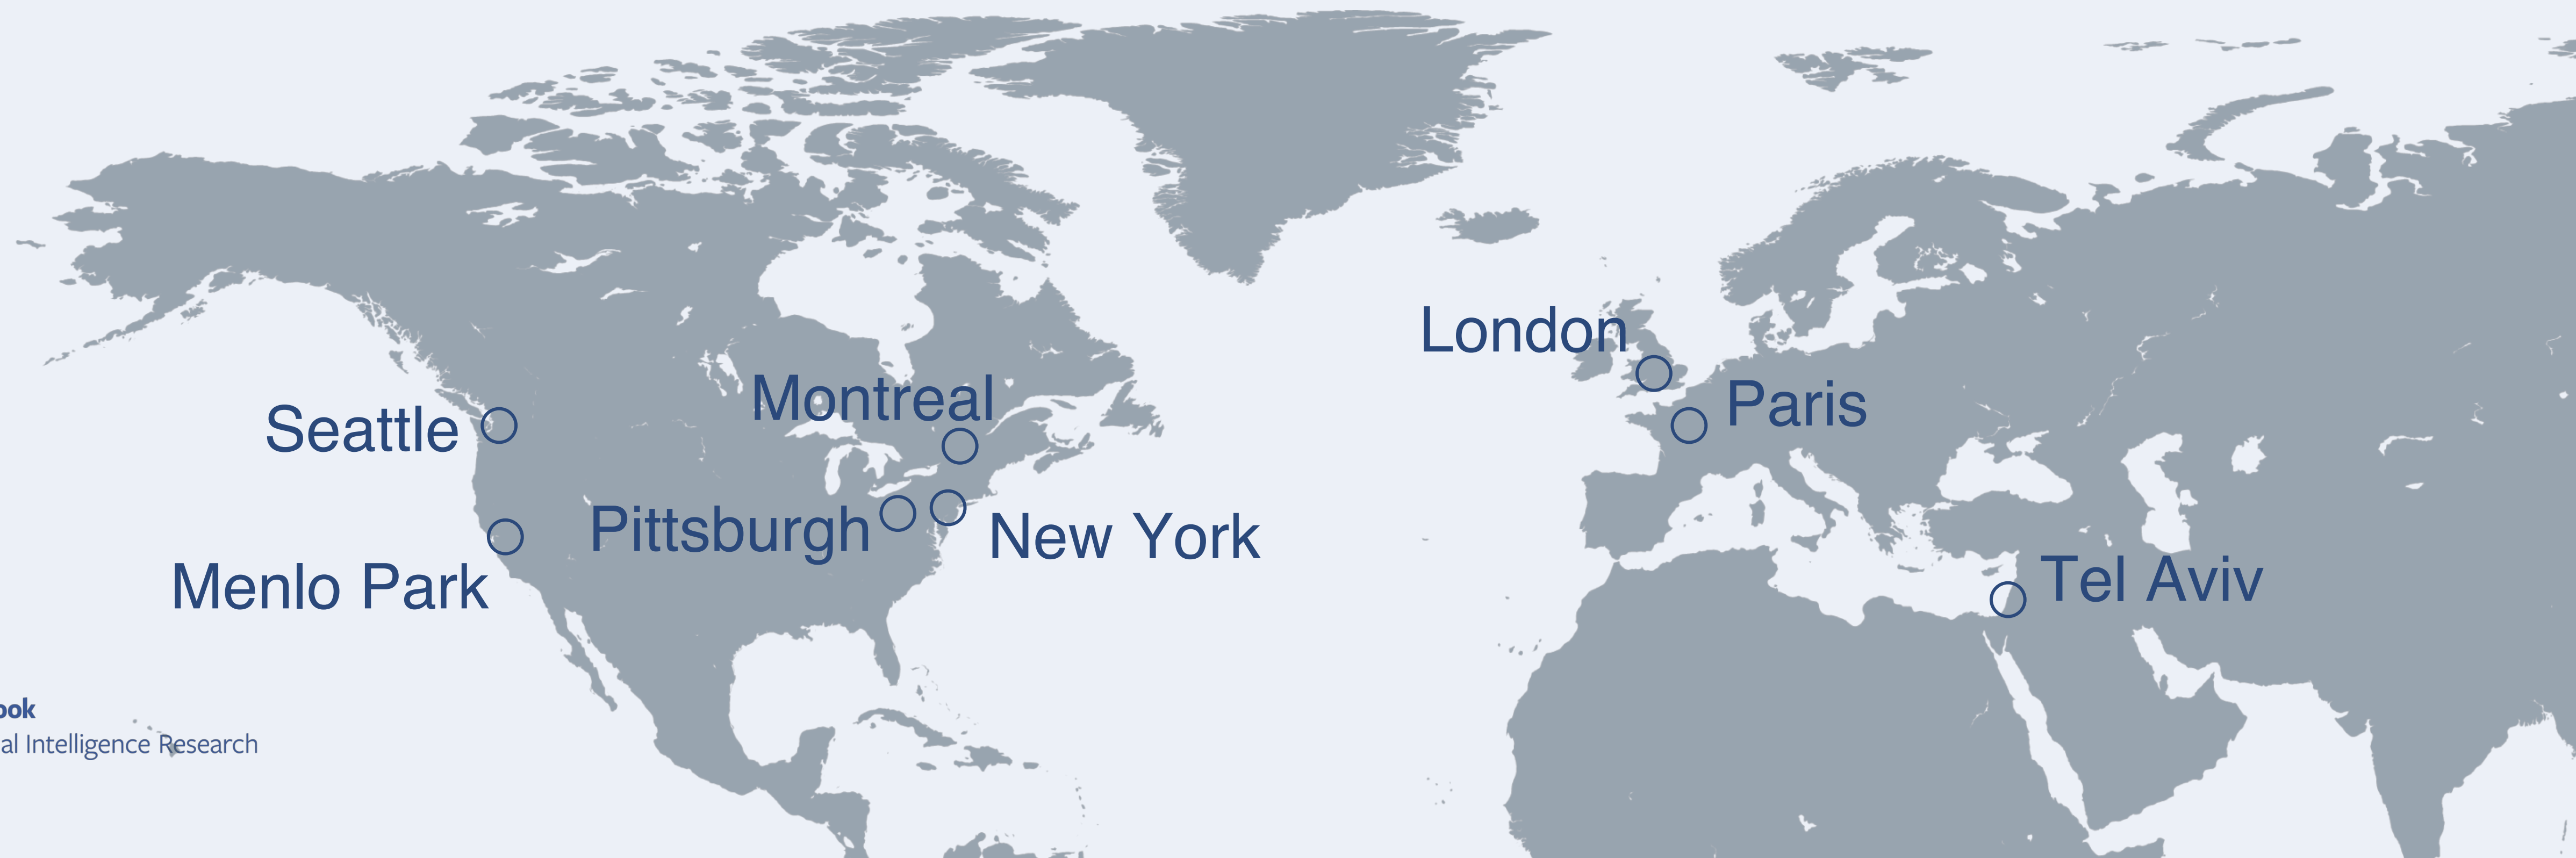 London
Montreal
Paris
Seattle
Pittsburgh
New York
Tel Aviv
Menlo Park
ook
al Intelligence Research